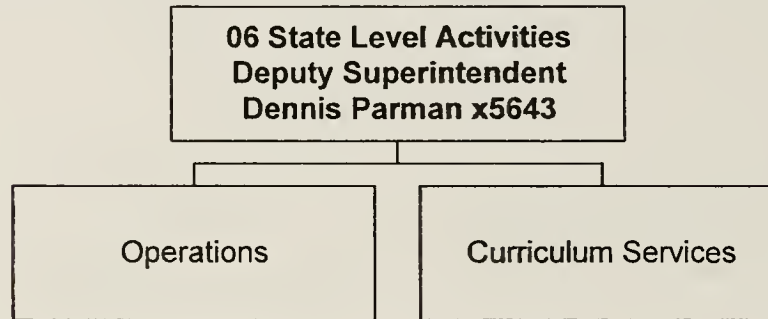 06 State Level Activities
Deputy Superintendent
Dennis Parman x5643
Operations
Curriculum Services